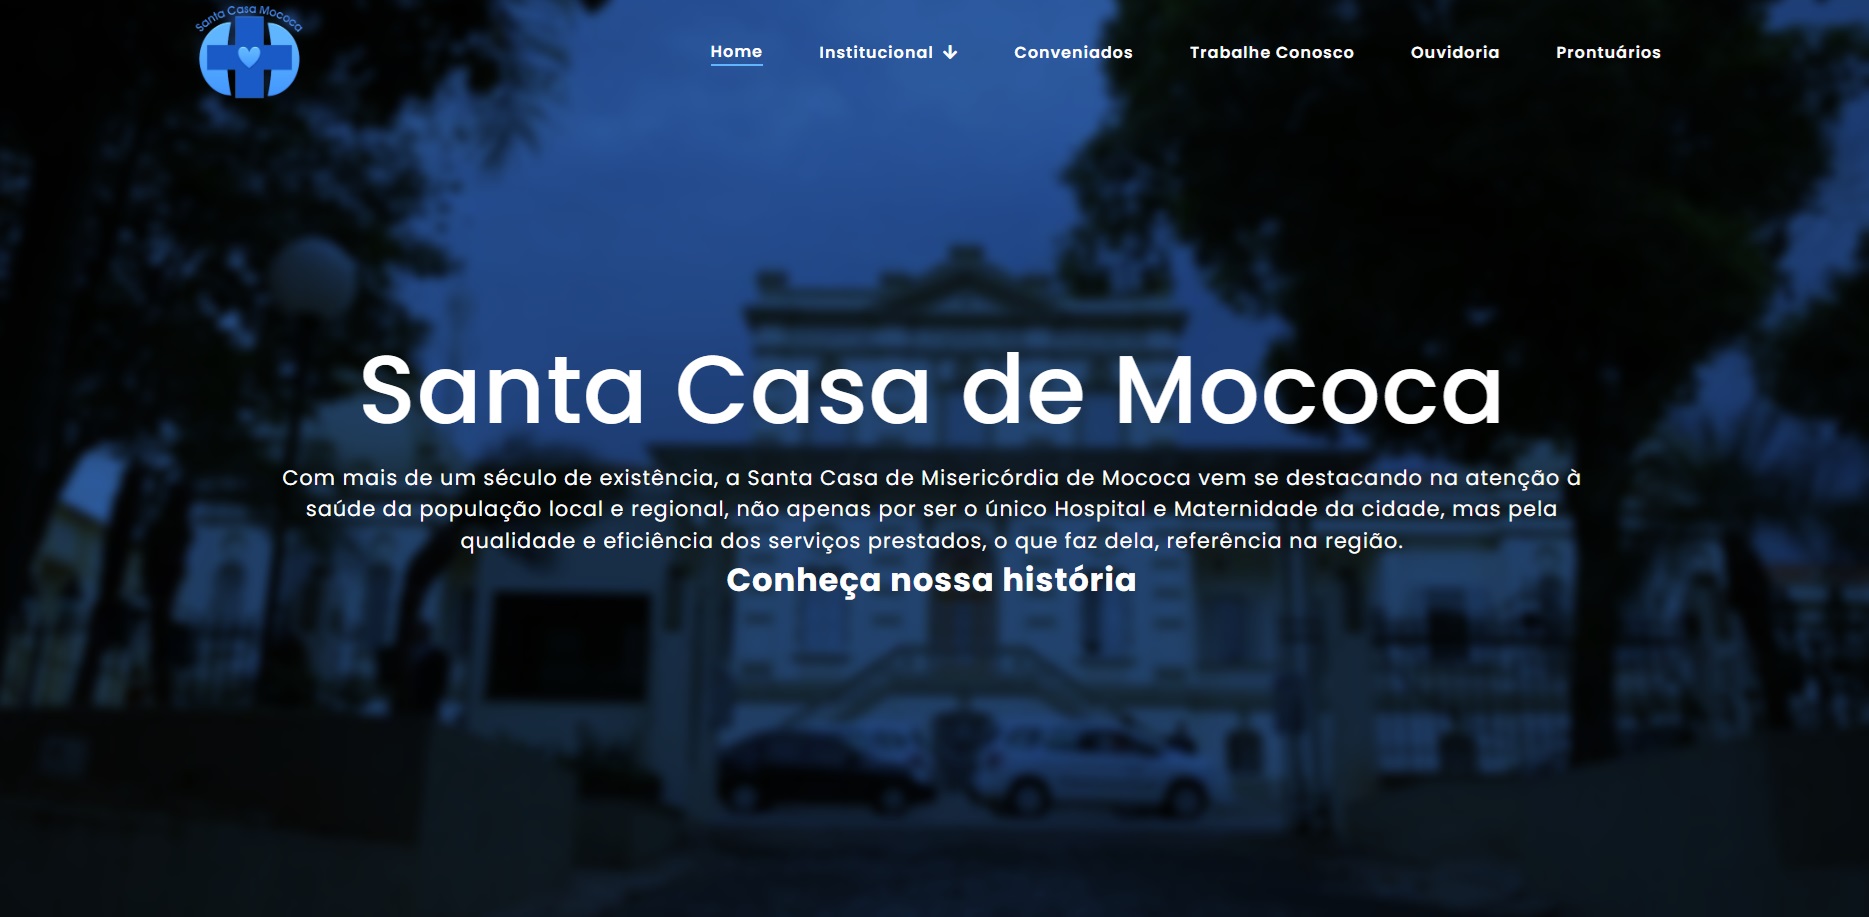 Santa Casa Mococa
Home Institucional Conveniados Trabalhe Conosco Ouvidoria Prontuários
Santa Casa de Mococa
Com mais de um século de existência, a Santa Casa de Misericórdia de Mococa vem se destacando na atenção à
saúde da população local e regional, não apenas por ser o único Hospital e Maternidade da cidade, mas pela
qualidade e eficiência dos serviços prestados, o que faz dela, referência na região.
Conheça nossa história